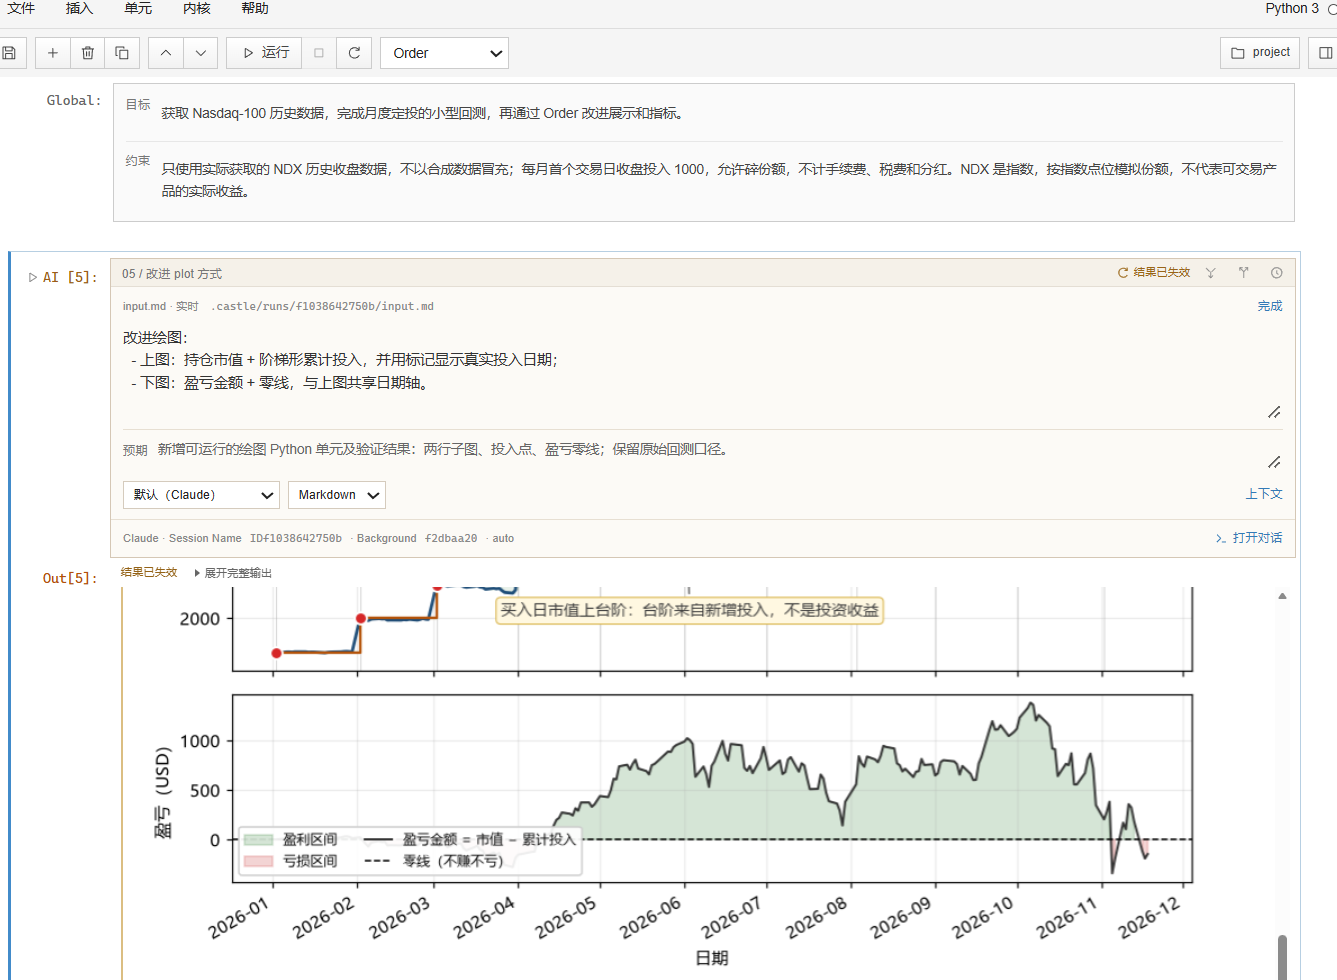 文件 插入 单元 内核 帮助 Python 3
运行 Order project
Global:
目标 获取 Nasdaq-100 历史数据，完成月度定投的小型回测，再通过 Order 改进展示和指标。
约束 只使用实际获取的 NDX 历史收盘数据，不以合成数据冒充；每月首个交易日收盘投入 1000，允许碎份额，不计手续费、税费和分红。NDX 是指数，按指数点位模拟份额，不代表可交易产
品的实际收益。
AI [5]: 05 / 改进 plot 方式 结果已失效
input.md · 实时 .castle/runs/f1038642750b/input.md 完成
改进绘图：
- 上图：持仓市值 + 阶梯形累计投入，并用标记显示真实投入日期；
- 下图：盈亏金额 + 零线，与上图共享日期轴。
预期 新增可运行的绘图 Python 单元及验证结果：两行子图、投入点、盈亏零线；保留原始回测口径。
默认（Claude） Markdown 上下文
Claude · Session Name IDf1038642750b · Background f2dbaa20 · auto >_ 打开对话
Out[5]: 结果已失效 展开完整输出
2000
买入日市值上台阶：台阶来自新增投入，不是投资收益
盈亏（USD）
1000
500
0
盈利区间 盈亏金额 = 市值 − 累计投入
亏损区间 零线（不赚不亏）
2026-01 2026-02 2026-03 2026-04 2026-05 2026-06 2026-07 2026-08 2026-09 2026-10 2026-11 2026-12
日期